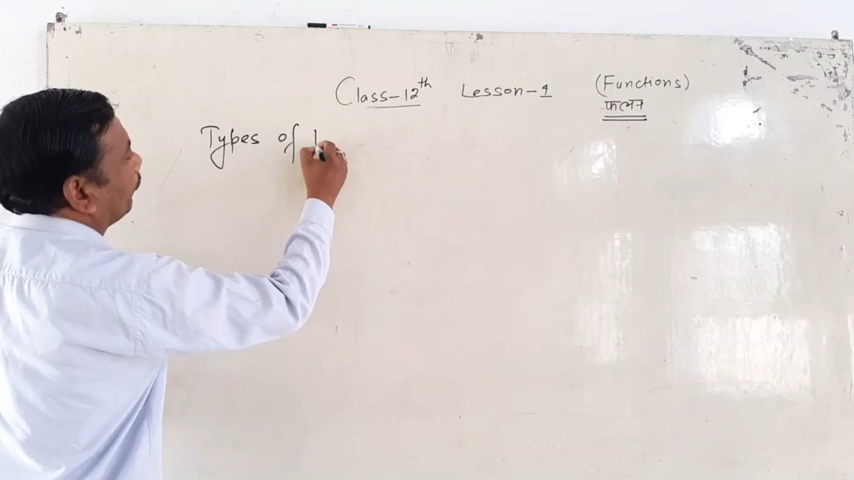 Class-12th Lesson-1 (Functions)
फलन
Types of